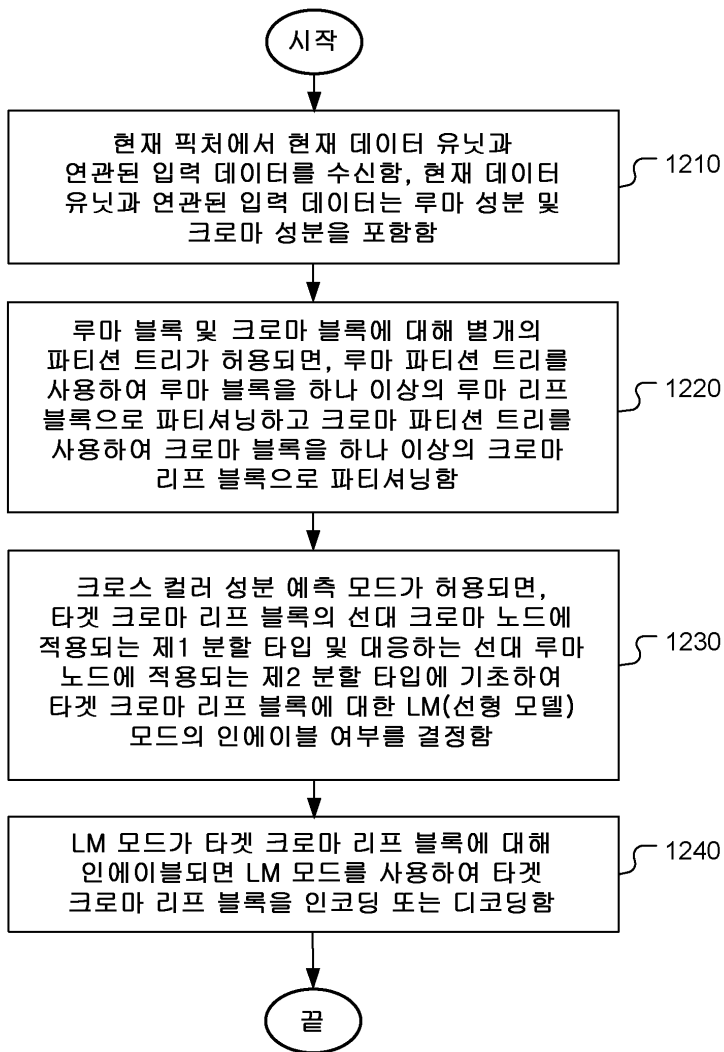 시작
현재 픽처에서 현재 데이터 유닛과
연관된 입력 데이터를 수신함, 현재 데이터
유닛과 연관된 입력 데이터는 루마 성분 및
크로마 성분을 포함함
1210
루마 블록 및 크로마 블록에 대해 별개의
파티션 트리가 허용되면, 루마 파티션 트리를
사용하여 루마 블록을 하나 이상의 루마 리프
블록으로 파티셔닝하고 크로마 파티션 트리를
사용하여 크로마 블록을 하나 이상의 크로마
리프 블록으로 파티셔닝함
1220
크로스 컬러 성분 예측 모드가 허용되면,
타겟 크로마 리프 블록의 선대 크로마 노드에
적용되는 제1 분할 타입 및 대응하는 선대 루마
노드에 적용되는 제2 분할 타입에 기초하여
타겟 크로마 리프 블록에 대한 LM(선형 모델)
모드의 인에이블 여부를 결정함
1230
LM 모드가 타겟 크로마 리프 블록에 대해
인에이블되면 LM 모드를 사용하여 타겟
크로마 리프 블록을 인코딩 또는 디코딩함
1240
끝